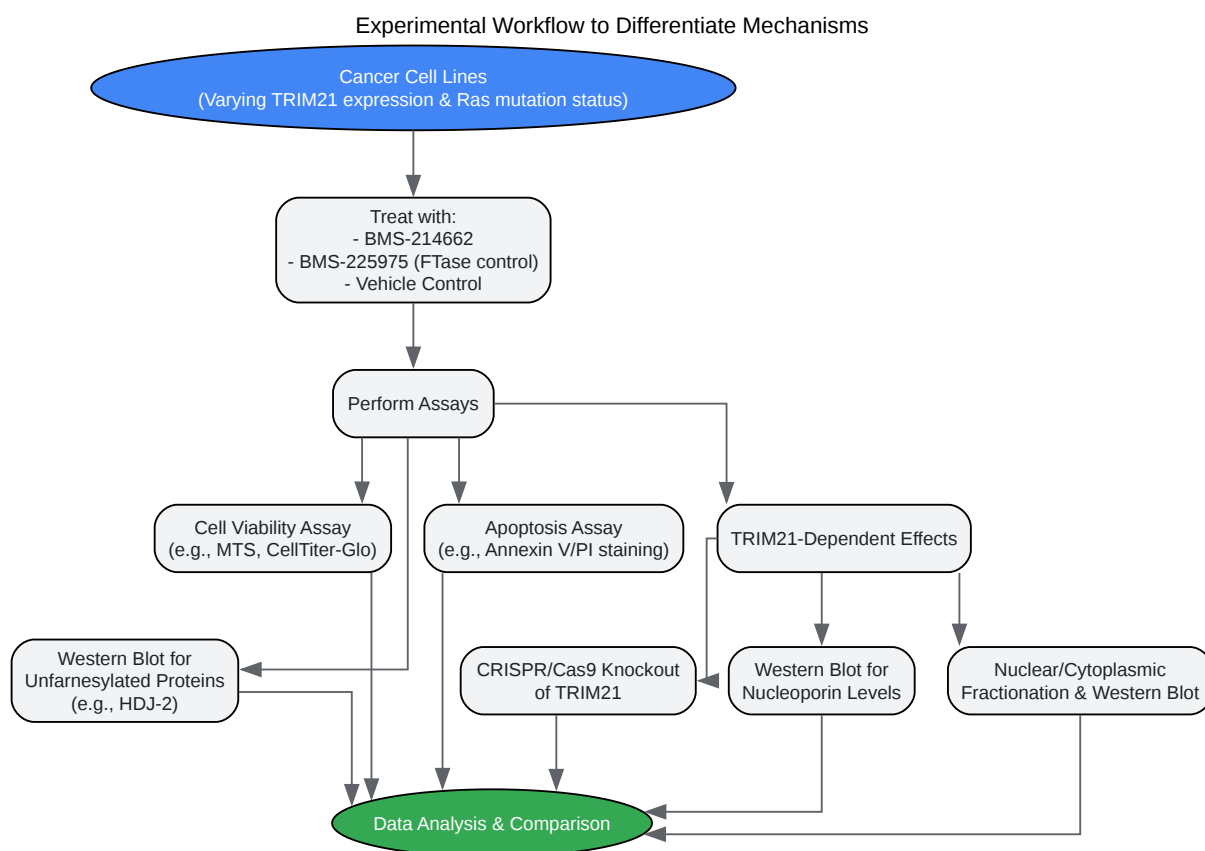 Experimental Workflow to Differentiate Mechanisms
Cancer Cell Lines
(Varying TRIM21 expression & Ras mutation status)
Treat with:
- BMS-214662
- BMS-225975 (FTase control)
- Vehicle Control
Perform Assays
Cell Viability Assay
(e.g., MTS, CellTiter-Glo)
Apoptosis Assay
(e.g., Annexin V/PI staining)
TRIM21-Dependent Effects
Western Blot for
Unfarnesylated Proteins
(e.g., HDJ-2)
CRISPR/Cas9 Knockout
of TRIM21
Western Blot for
Nucleoporin Levels
Nuclear/Cytoplasmic
Fractionation & Western Blot
Data Analysis & Comparison